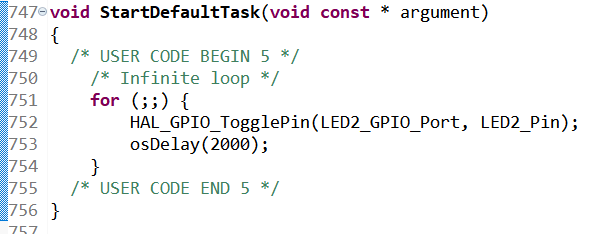 747 void StartDefaultTask(void const * argument)
748 {
749   /* USER CODE BEGIN 5 */
750     /* Infinite loop */
751     for (;;) {
752         HAL_GPIO_TogglePin(LED2_GPIO_Port, LED2_Pin);
753         osDelay(2000);
754     }
755   /* USER CODE END 5 */
756 }
757